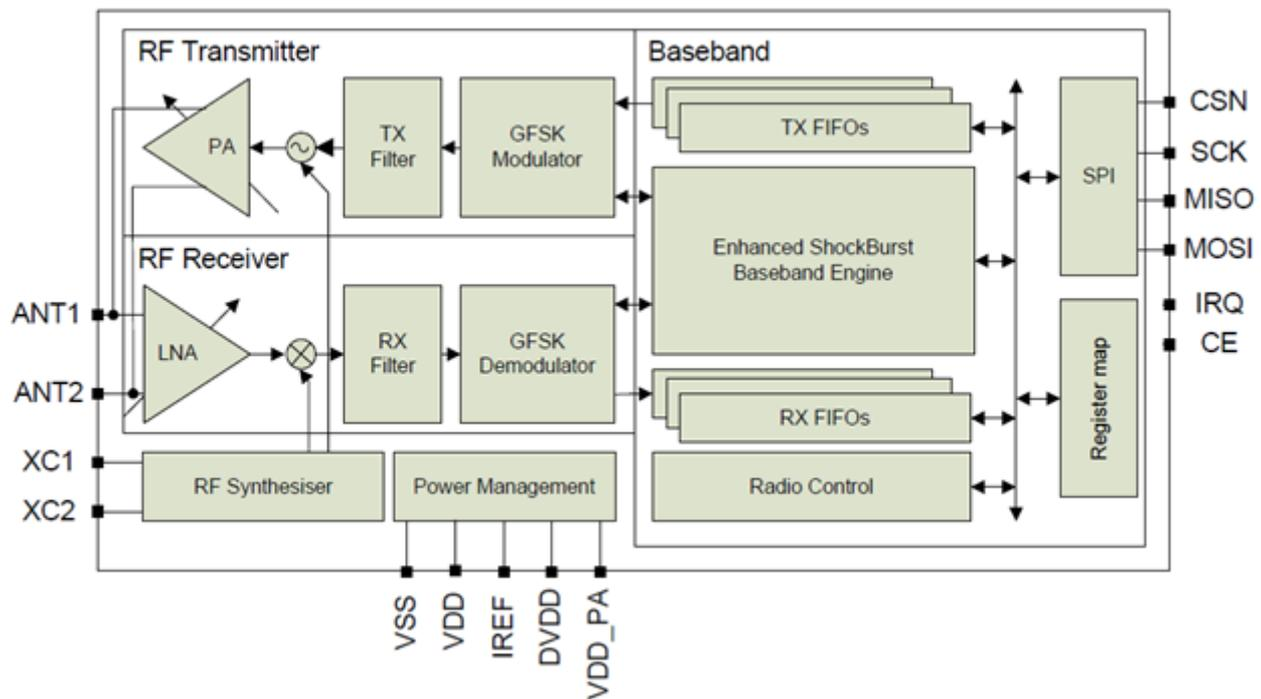 RF Transmitter
Baseband
PA
TX
Filter
GFSK
Modulator
TX FIFOs
SPI
CSN
SCK
MISO
MOSI
Enhanced ShockBurst
Baseband Engine
RF Receiver
ANT1
ANT2
LNA
RX
Filter
GFSK
Demodulator
IRQ
CE
RX FIFOs
Register map
XC1
XC2
RF Synthesiser
Power Management
Radio Control
VSS
VDD
IREF
DVDD
VDD_PA